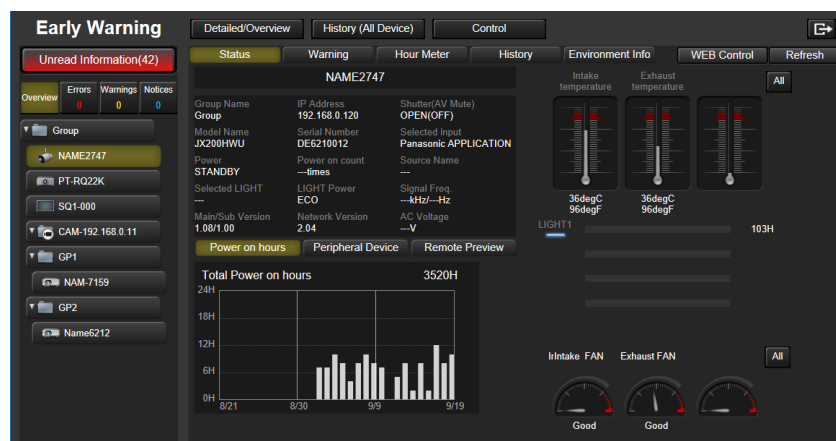 Early Warning
Detailed/Overview
History (All Device)
Control
Unread Information(42)
Status
Warning
Hour Meter
History
Environment Info
WEB Control
Refresh
Overview
Errors
0
Warnings
0
Notices
0
Group
NAME2747
PT-RQ22K
SQ1-000
CAM-192.168.0.11
GP1
NAM-7159
GP2
Name6212
NAME2747
Group Name
Group
IP Address
192.168.0.120
Shutter(AV Mute)
OPEN(OFF)
Model Name
JX200HWU
Serial Number
DE6210012
Selected input
Panasonic APPLICATION
Power
STANDBY
Power on count
---times
Source Name
---
Selected LIGHT
---
LIGHT Power
ECO
Signal Freq.
---kHz/---Hz
Main/Sub Version
1.08/1.00
Network Version
2.04
AC Voltage
---V
Power on hours
Peripheral Device
Remote Preview
Total Power on hours
3520H
24H
18H
12H
6H
0H
8/21
8/30
9/9
9/19
Intake
temperature
Exhaust
temperature
All
36degC
96degF
36degC
96degF
LIGHT1
103H
IrIntake FAN
Exhaust FAN
All
Good
Good